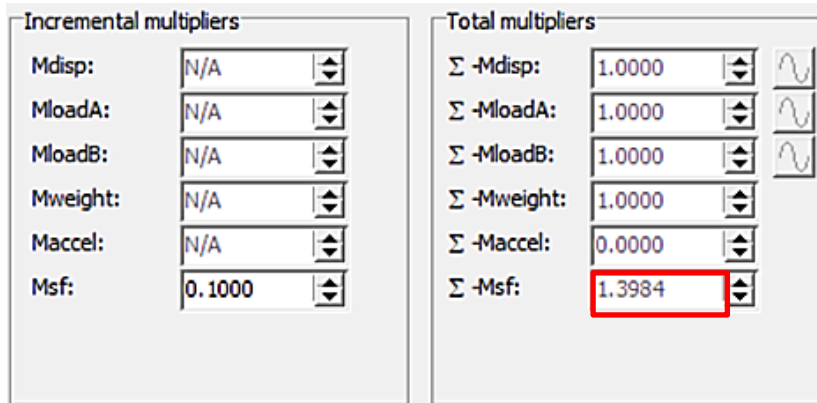 Incremental multipliers
Mdisp: N/A
MloadA: N/A
MloadB: N/A
Mweight: N/A
Maccel: N/A
Msf: 0.1000
Total multipliers
Σ -Mdisp: 1.0000
Σ -MloadA: 1.0000
Σ -MloadB: 1.0000
Σ -Mweight: 1.0000
Σ -Maccel: 0.0000
Σ -Msf: 1.3984